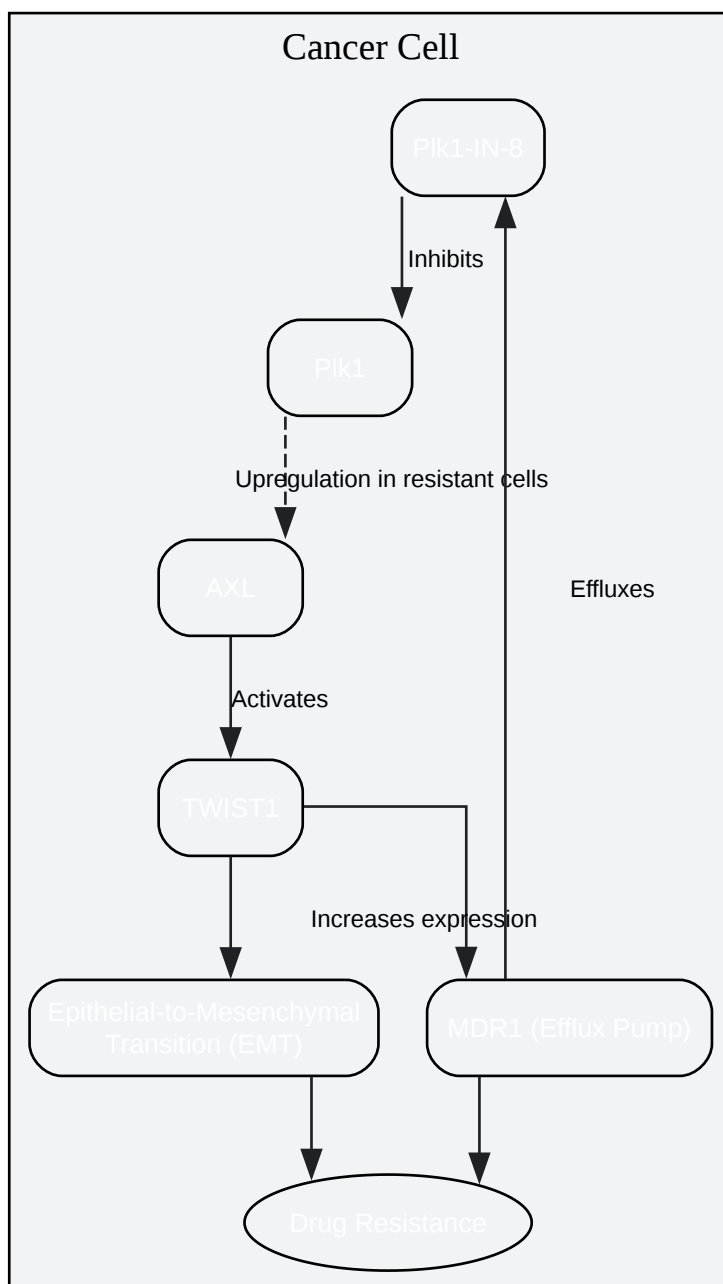 Cancer Cell
Plk1-IN-8
Inhibits
Plk1
Upregulation in resistant cells
AXL
Effluxes
Activates
TWIST1
Increases expression
Epithelial-to-Mesenchymal
Transition (EMT)
MDR1 (Efflux Pump)
Drug Resistance